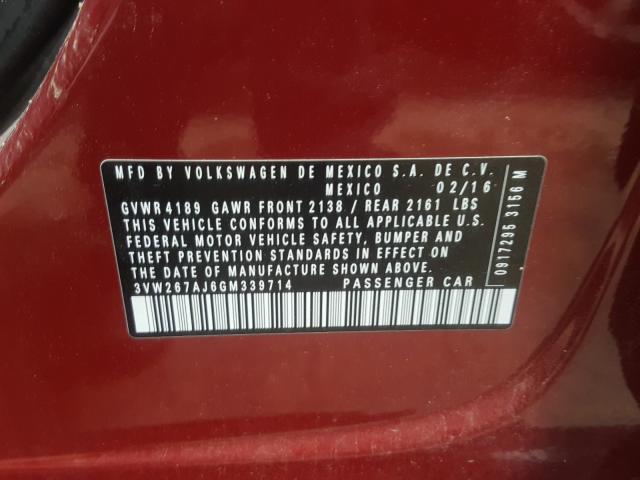 MFD BY VOLKSWAGEN DE MEXICO S.A. DE C.V.
MEXICO 02/16
GVWR 4189 GAWR FRONT 2138 / REAR 2161 LBS
THIS VEHICLE CONFORMS TO ALL APPLICABLE U.S.
FEDERAL MOTOR VEHICLE SAFETY, BUMPER AND
THEFT PREVENTION STANDARDS IN EFFECT ON
THE DATE OF MANUFACTURE SHOWN ABOVE.
3VW267AJ6GM339714 PASSENGER CAR
0917295 3156 M